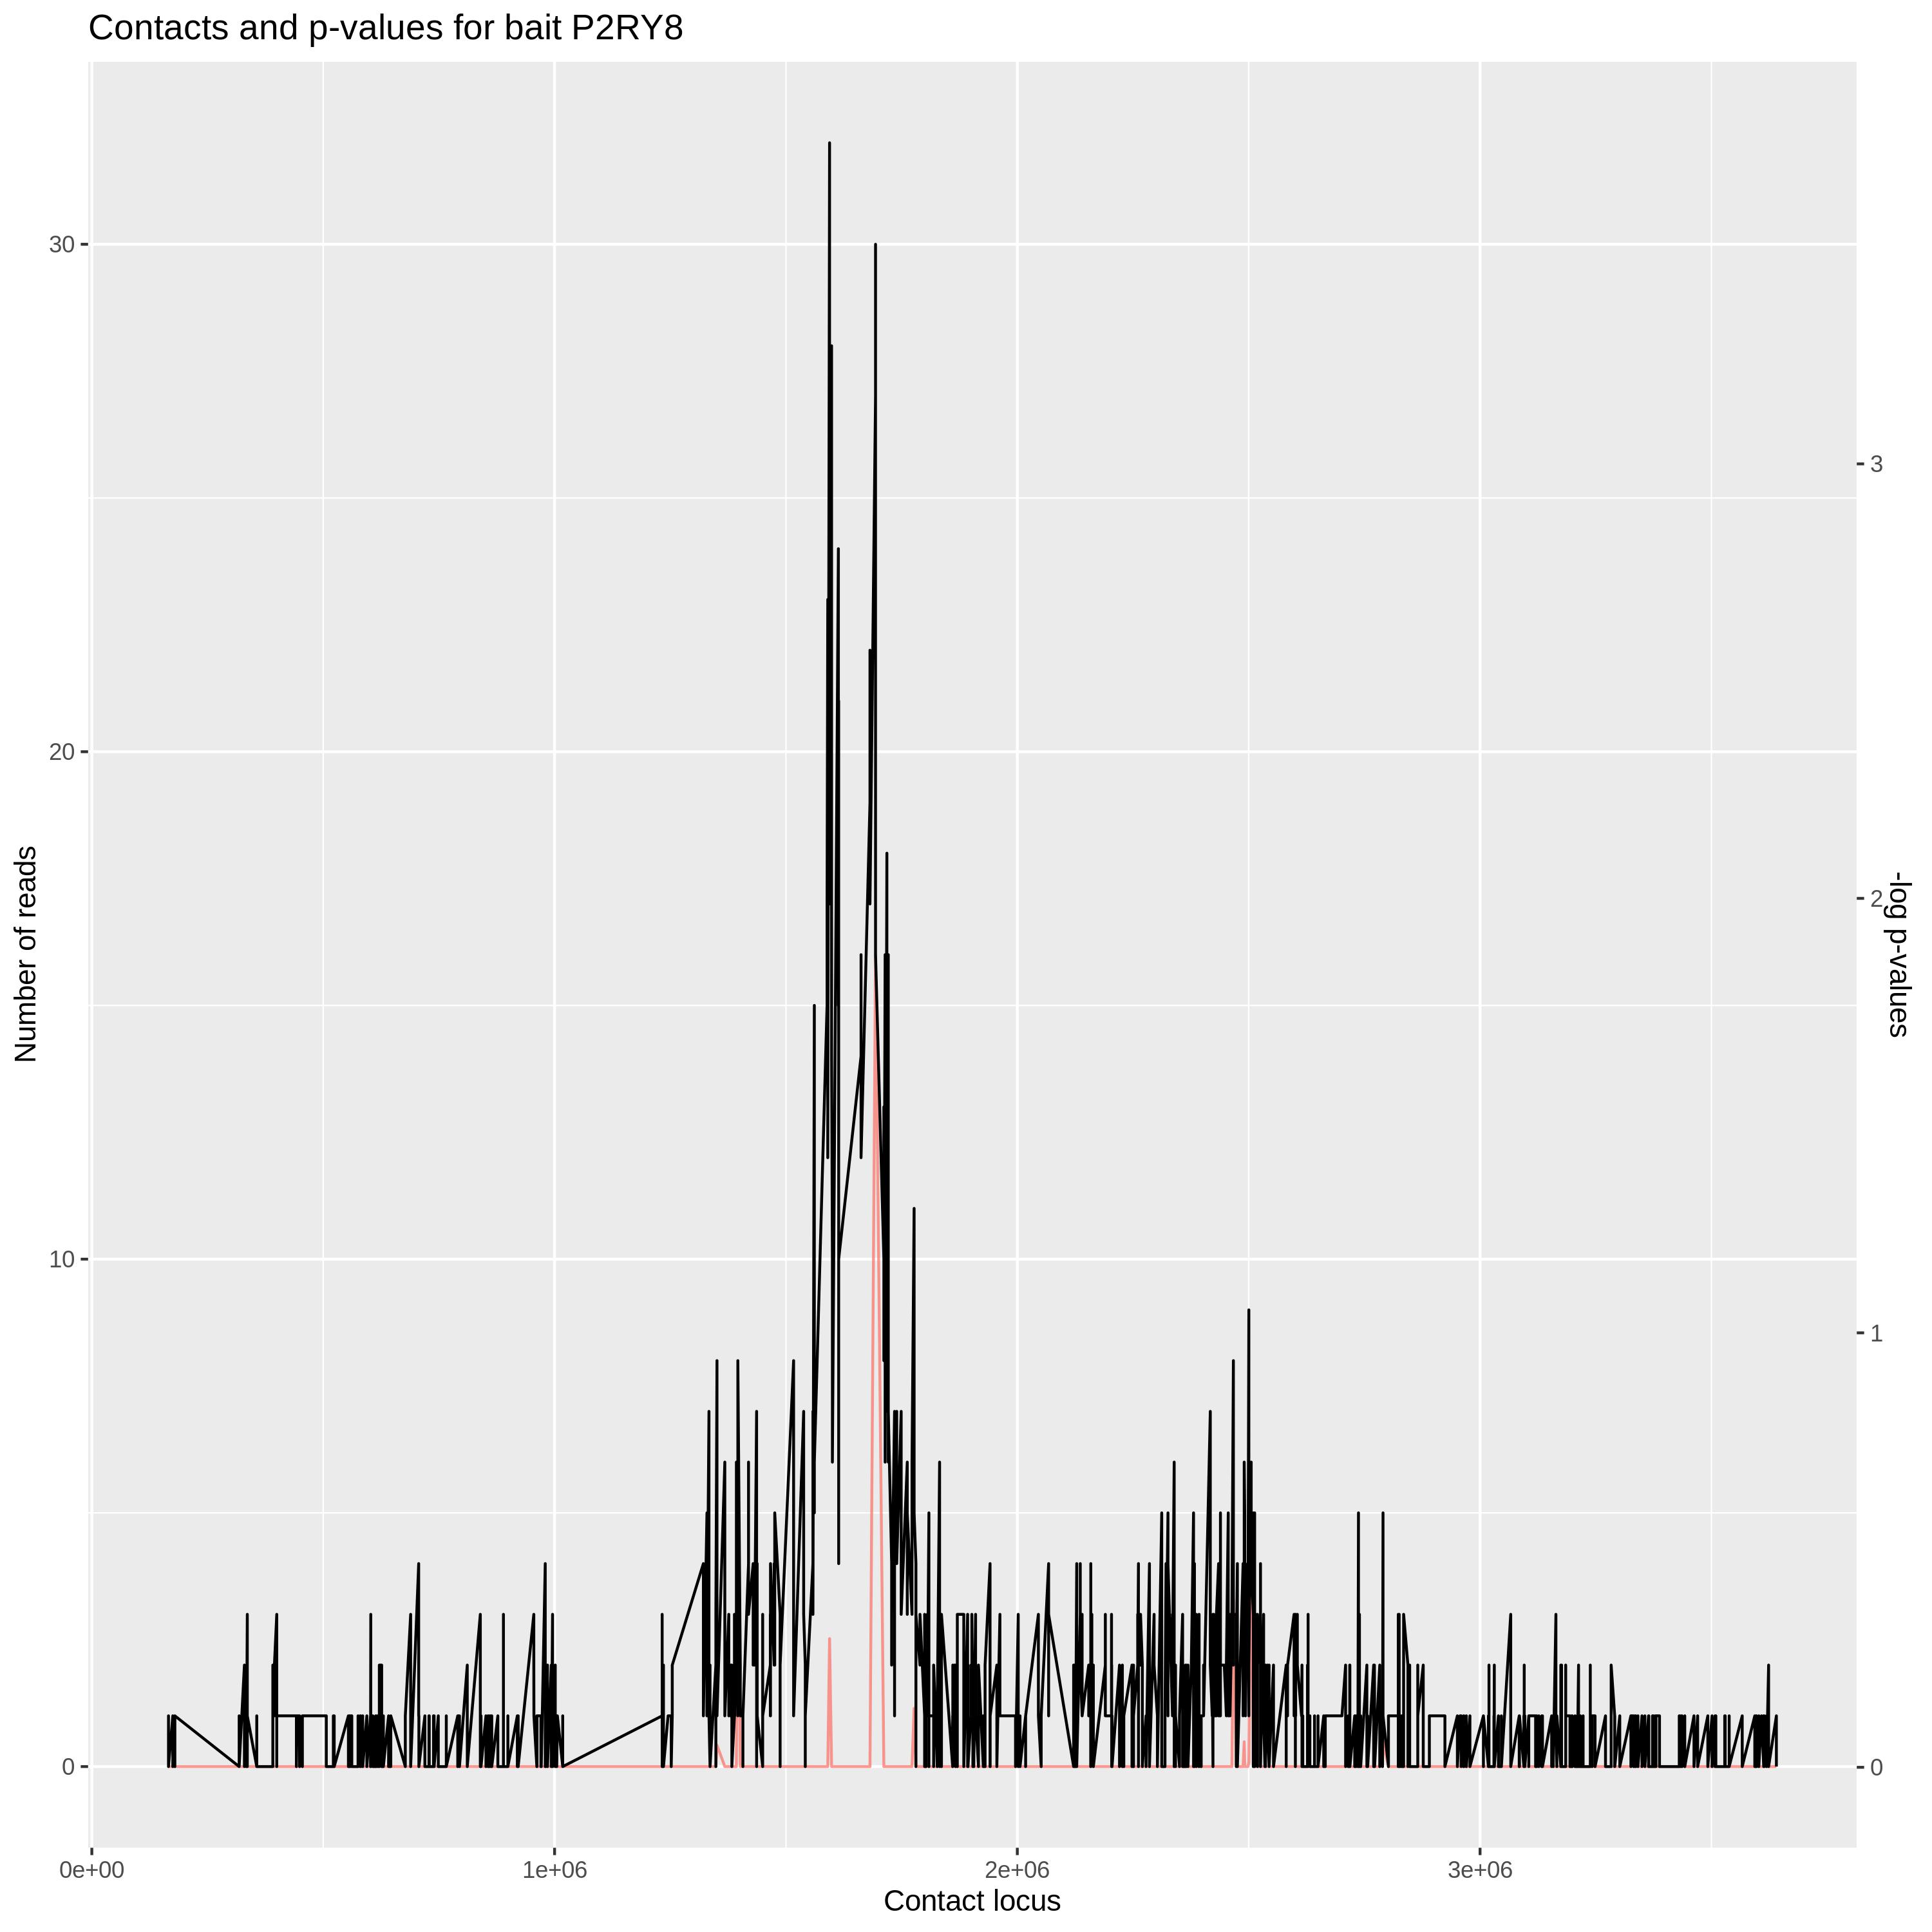 Contacts and p-values for bait P2RY8
30
20
10
0
Number of reads
3
2
1
0
-log p-values
0e+00
1e+06
2e+06
3e+06
Contact locus